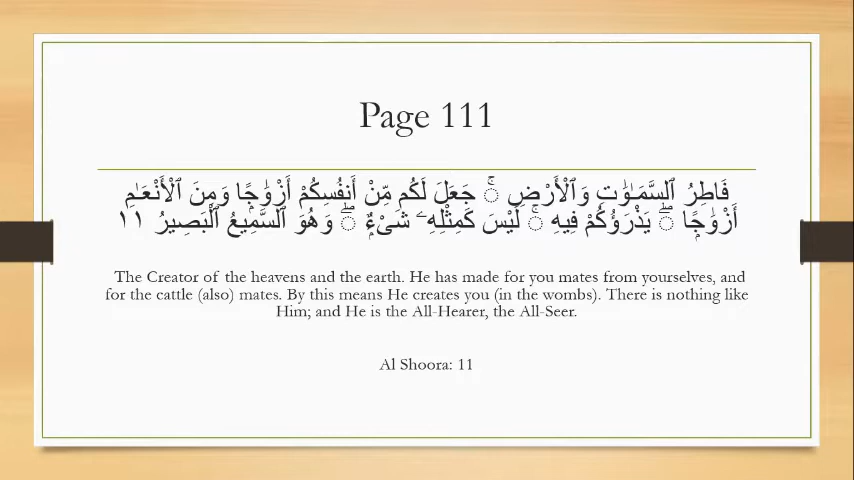 Page 111
فَاطِرُ ٱلسَّمَـٰوَٰتِ وَٱلْأَرْضِ ۚ جَعَلَ لَكُم مِّنْ أَنفُسِكُمْ أَزْوَٰجًۭا وَمِنَ ٱلْأَنْعَـٰمِ
أَزْوَٰجًۭا ۖ يَذْرَؤُكُمْ فِيهِ ۚ لَيْسَ كَمِثْلِهِۦ شَىْءٌۭ ۖ وَهُوَ ٱلسَّمِيعُ ٱلْبَصِيرُ ١١
The Creator of the heavens and the earth. He has made for you mates from yourselves, and
for the cattle (also) mates. By this means He creates you (in the wombs). There is nothing like
Him; and He is the All-Hearer, the All-Seer.
Al Shoora: 11